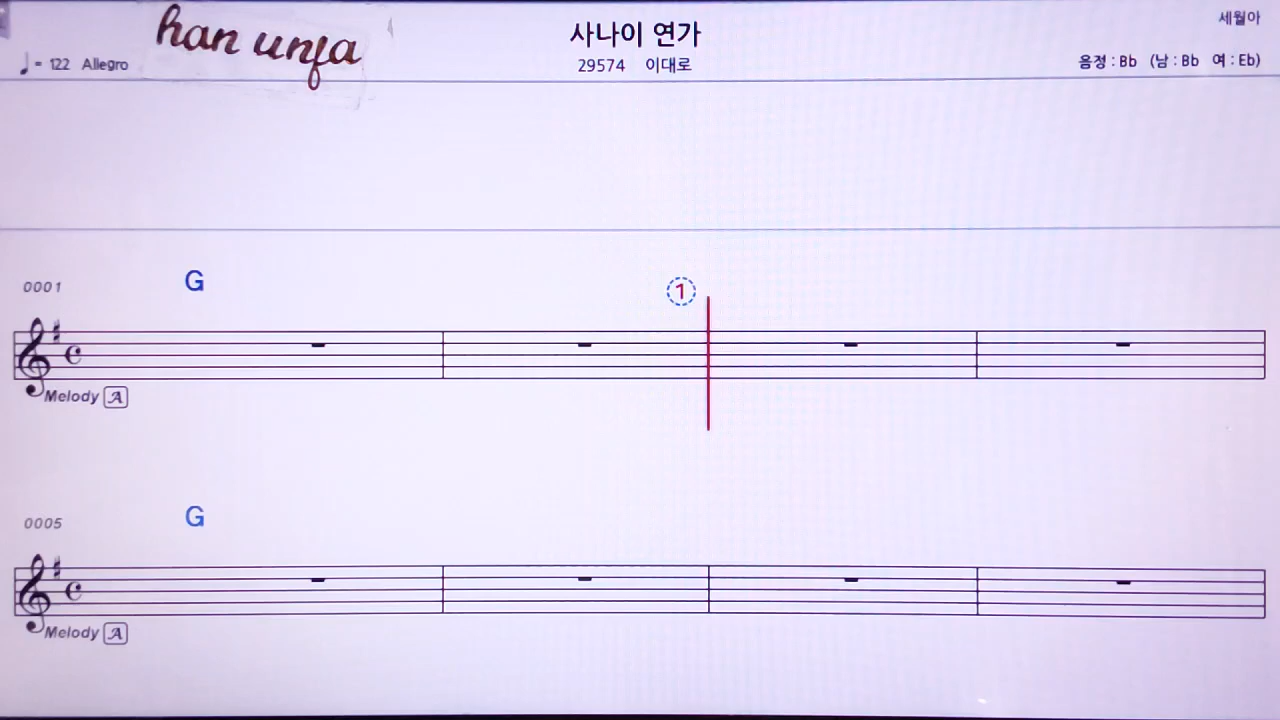 han unfa
사나이 연가
세월아
♩ = 122 Allegro
29574 이대로
음정 : Bb (남 : Bb 여 : Eb)
0001 G
1
Melody A
0005 G
Melody A